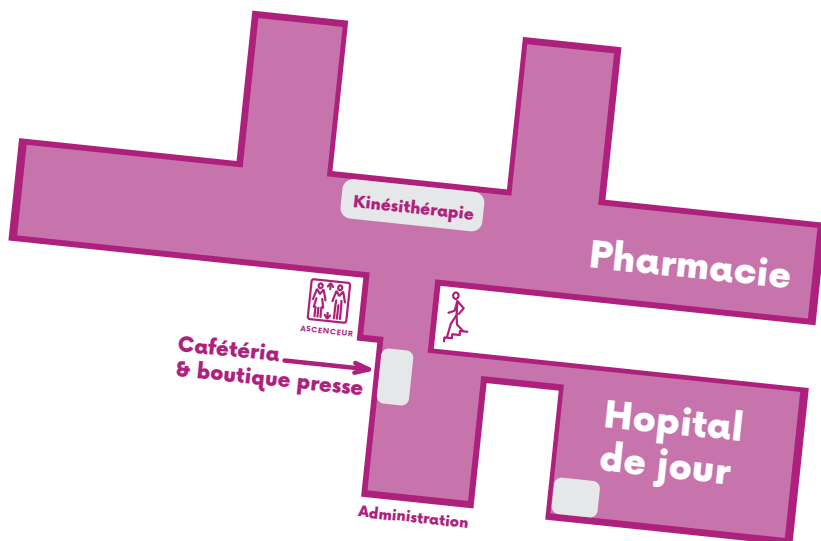 Kinésithérapie
Pharmacie
ASCENCEUR
Cafétéria
& boutique presse
Hopital
de jour
Administration